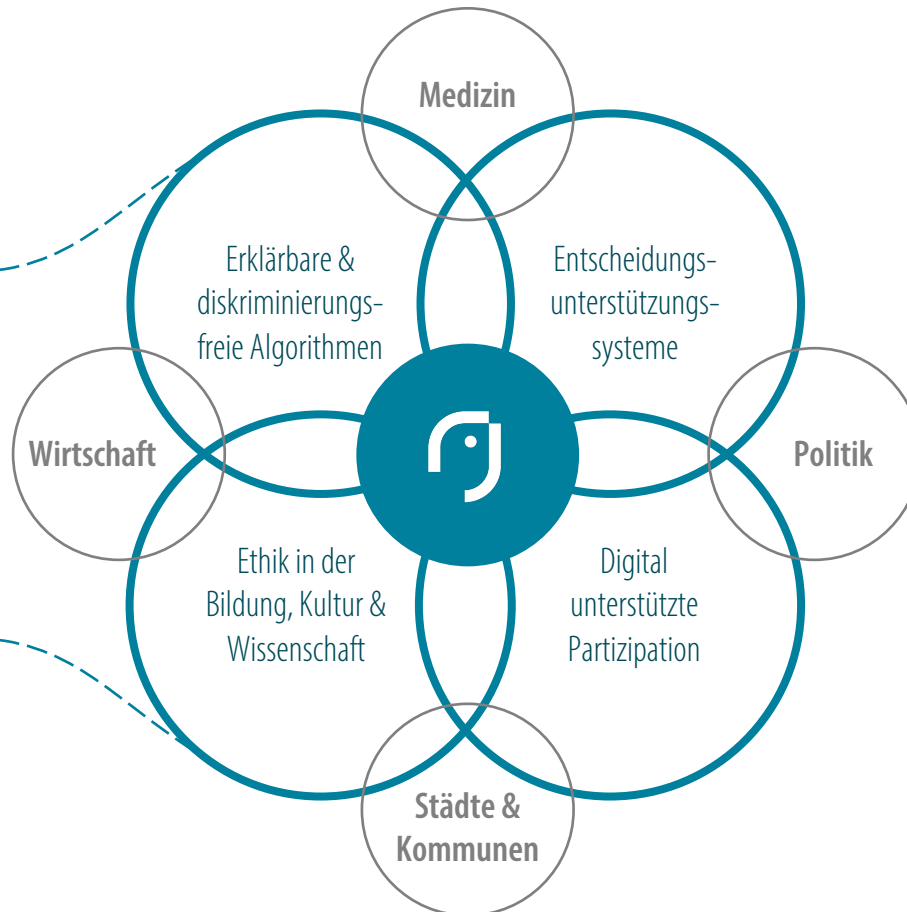 Medizin
Erklärbare &
diskriminierungs-
freie Algorithmen
Entscheidungs-
unterstützungs-
systeme
Wirtschaft
Politik
Ethik in der
Bildung, Kultur &
Wissenschaft
Digital
unterstützte
Partizipation
Städte &
Kommunen